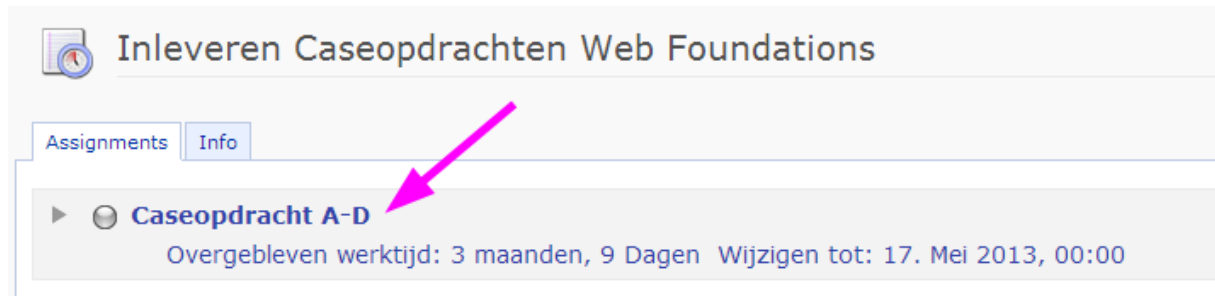 Inleveren Caseopdrachten Web Foundations
Assignments Info
Caseopdracht A-D
Overgebleven werktijd: 3 maanden, 9 Dagen Wijzigen tot: 17. Mei 2013, 00:00